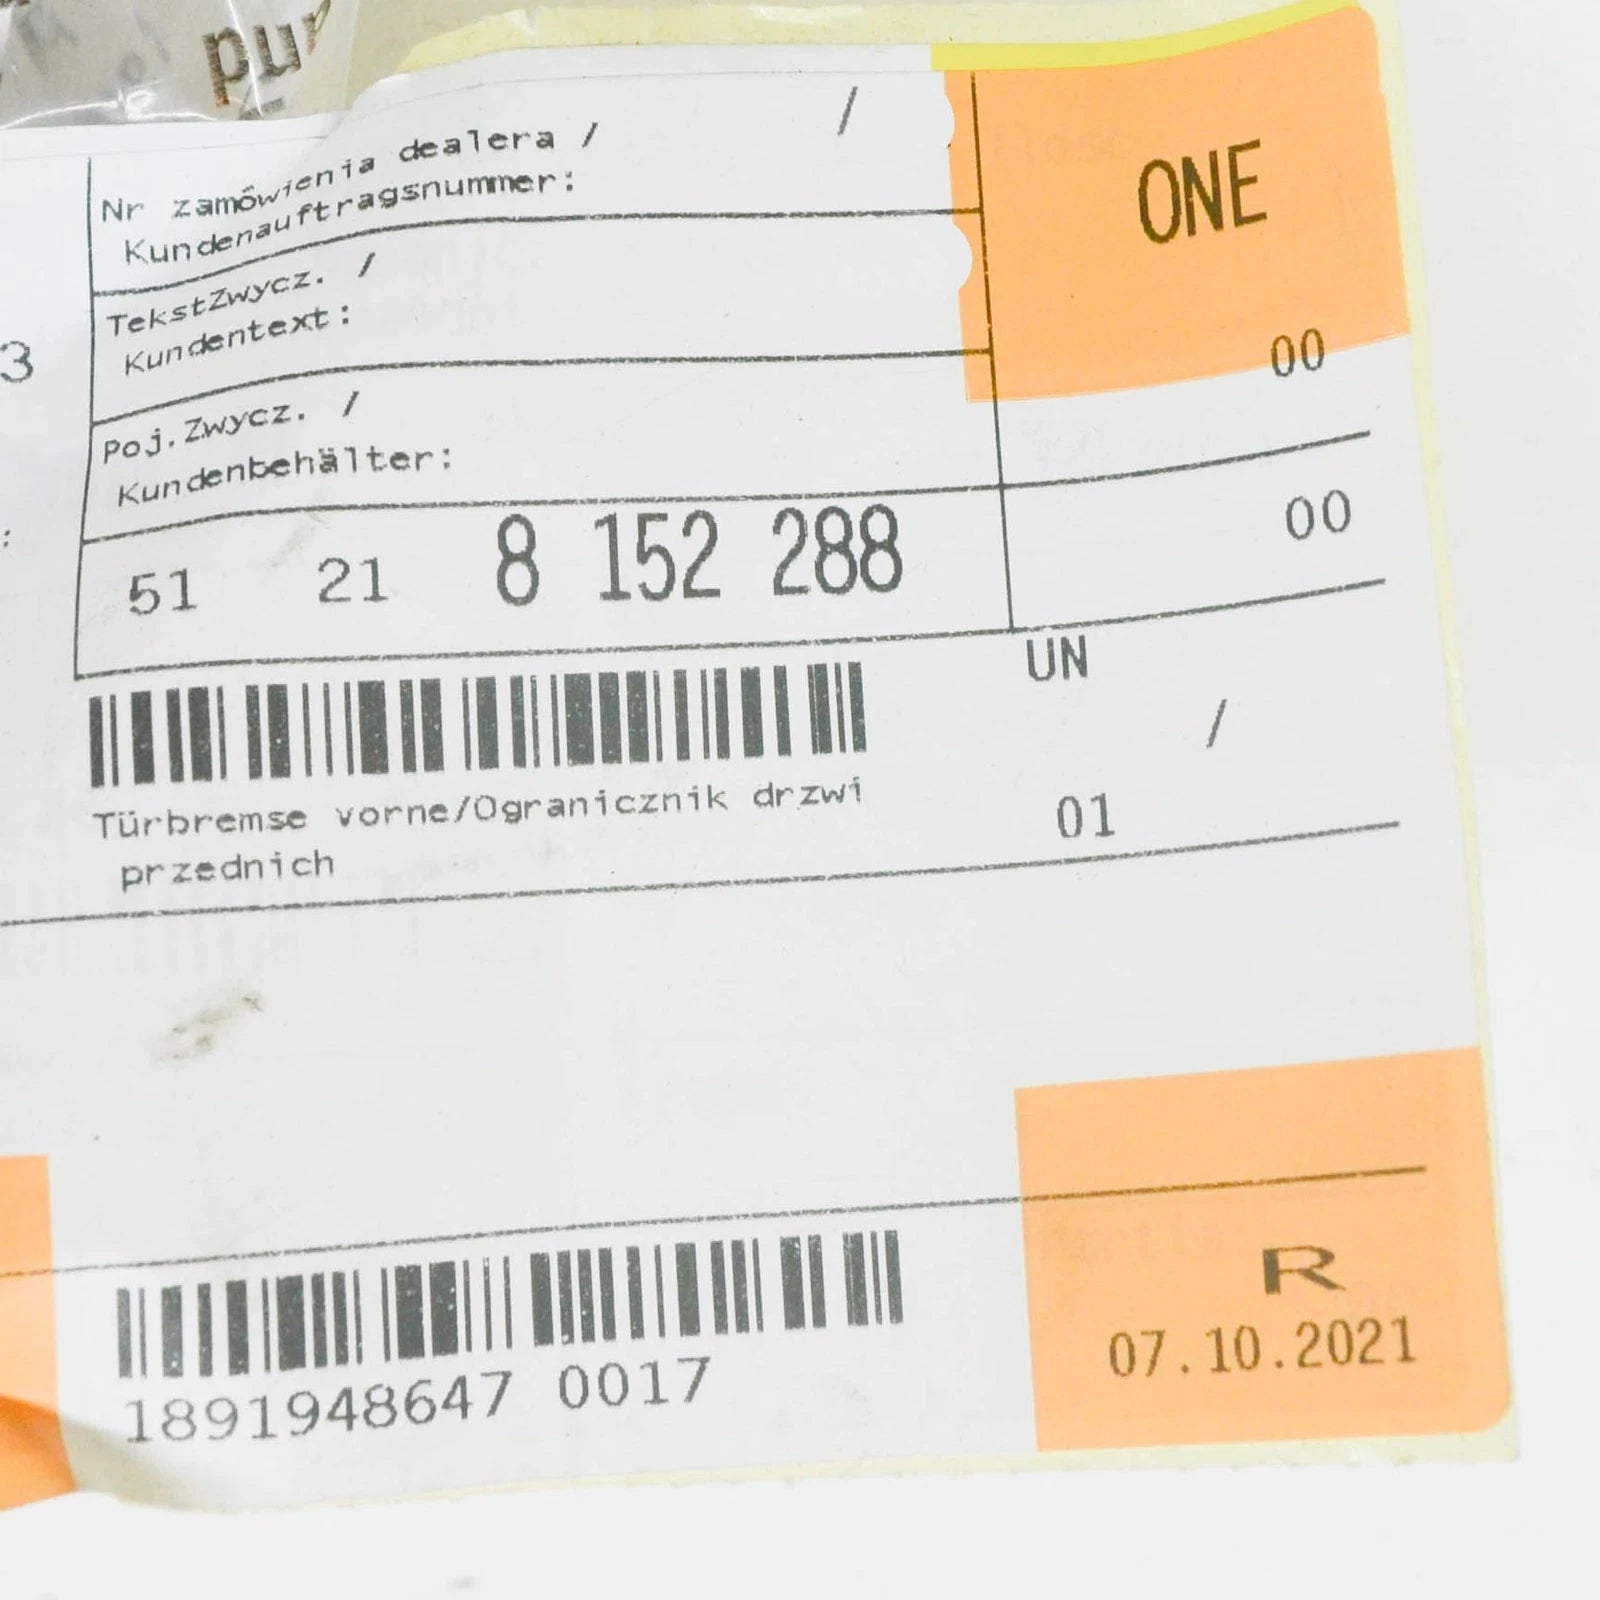 Nr zamówienia dealera / /
Kundenauftragsnummer:
ONE
TekstZwycz. /
Kundentext:
3
00
Poj.Zwycz. /
Kundenbehälter:
:
51 21 8 152 288
00
UN
/
Türbremse vorne/Ogranicznik drzwi
przednich
01
R
07.10.2021
1891948647 0017